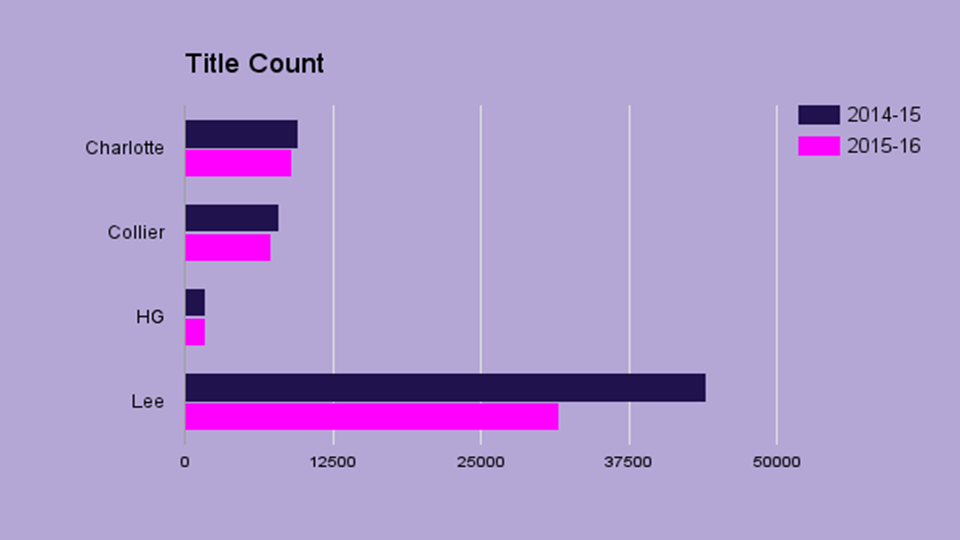 Title Count
2014-15
2015-16
Charlotte
Collier
HG
Lee
0 12500 25000 37500 50000